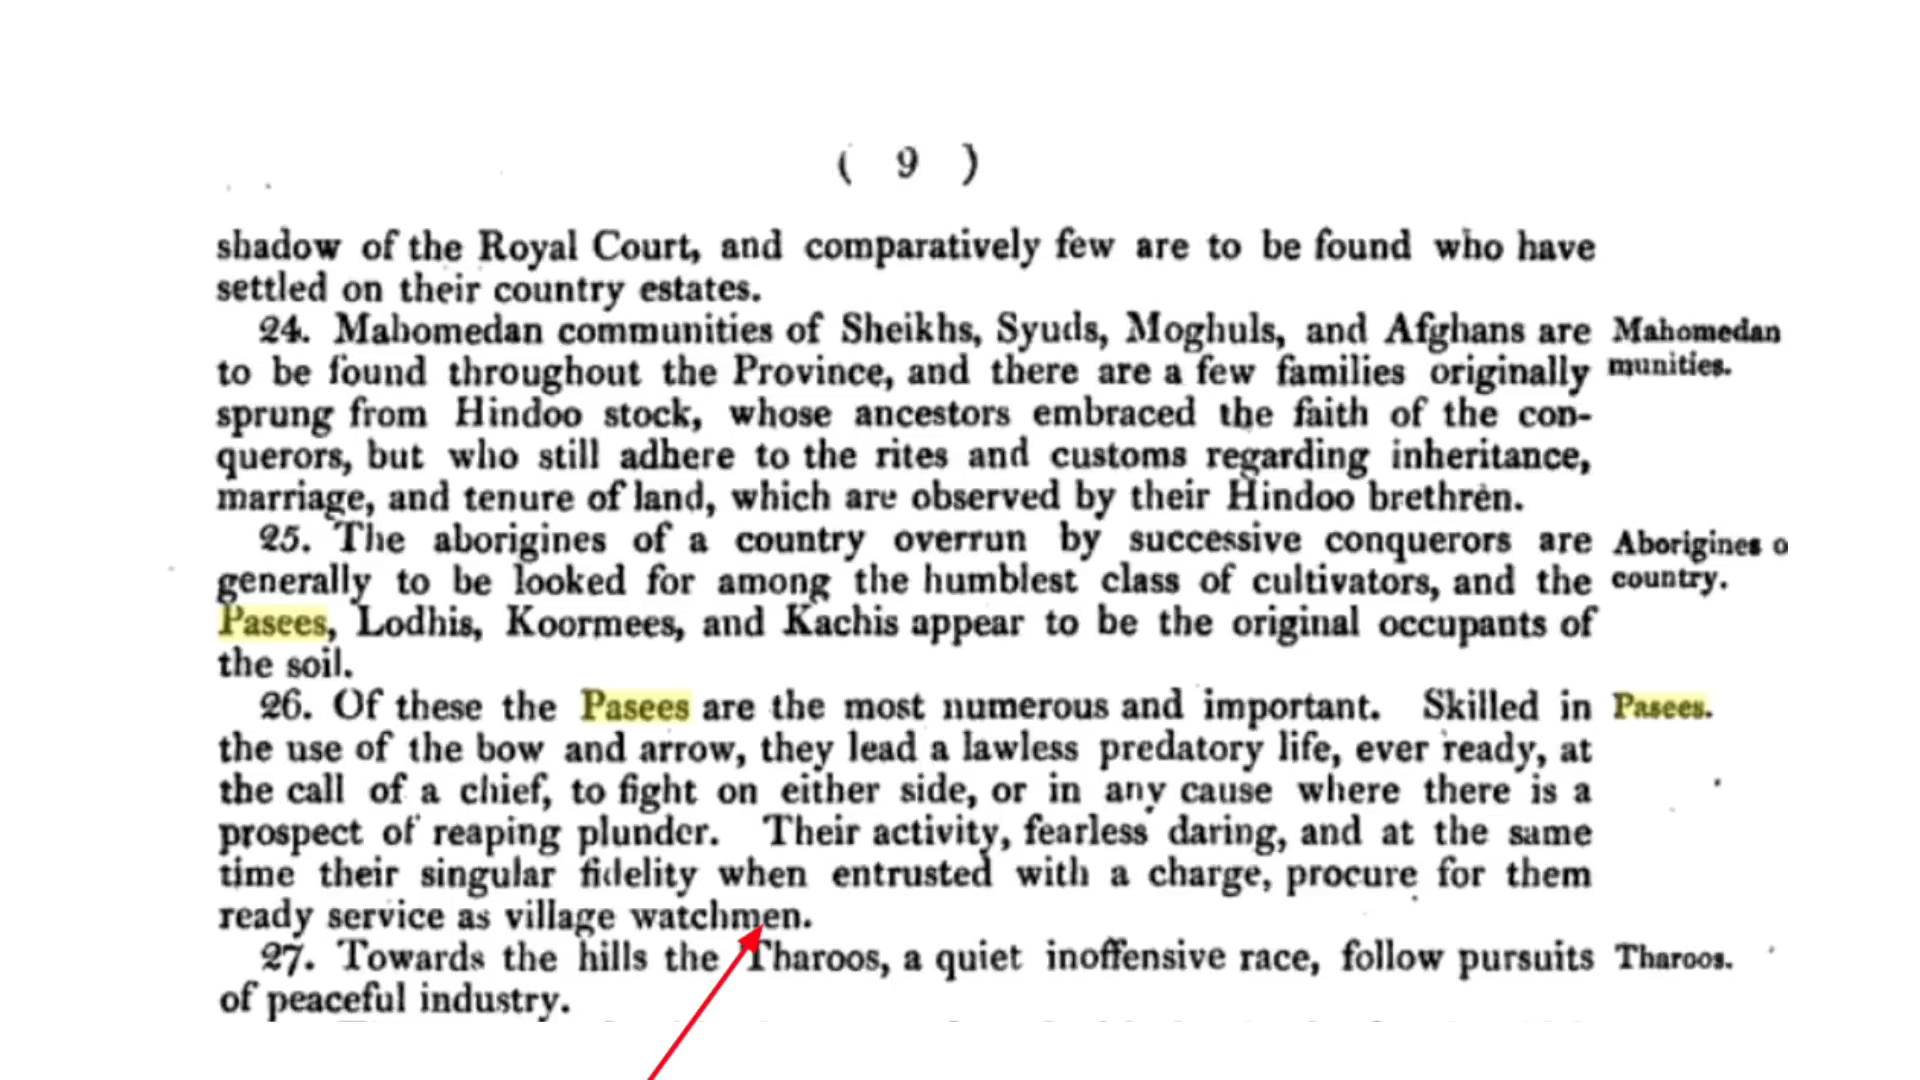 ( 9 )
shadow of the Royal Court, and comparatively few are to be found who have
settled on their country estates.
24. Mahomedan communities of Sheikhs, Syuds, Moghuls, and Afghans are
to be found throughout the Province, and there are a few families originally
sprung from Hindoo stock, whose ancestors embraced the faith of the con-
querors, but who still adhere to the rites and customs regarding inheritance,
marriage, and tenure of land, which are observed by their Hindoo brethren.
Mahomedan
munities.
25. The aborigines of a country overrun by successive conquerors are
generally to be looked for among the humblest class of cultivators, and the
Pasees, Lodhis, Koormees, and Kachis appear to be the original occupants of
the soil.
Aborigines o
country.
26. Of these the Pasees are the most numerous and important. Skilled in
the use of the bow and arrow, they lead a lawless predatory life, ever ready, at
the call of a chief, to fight on either side, or in any cause where there is a
prospect of reaping plunder. Their activity, fearless daring, and at the same
time their singular fidelity when entrusted with a charge, procure for them
ready service as village watchmen.
Pasees.
27. Towards the hills the Tharoos, a quiet inoffensive race, follow pursuits
of peaceful industry.
Tharoos.